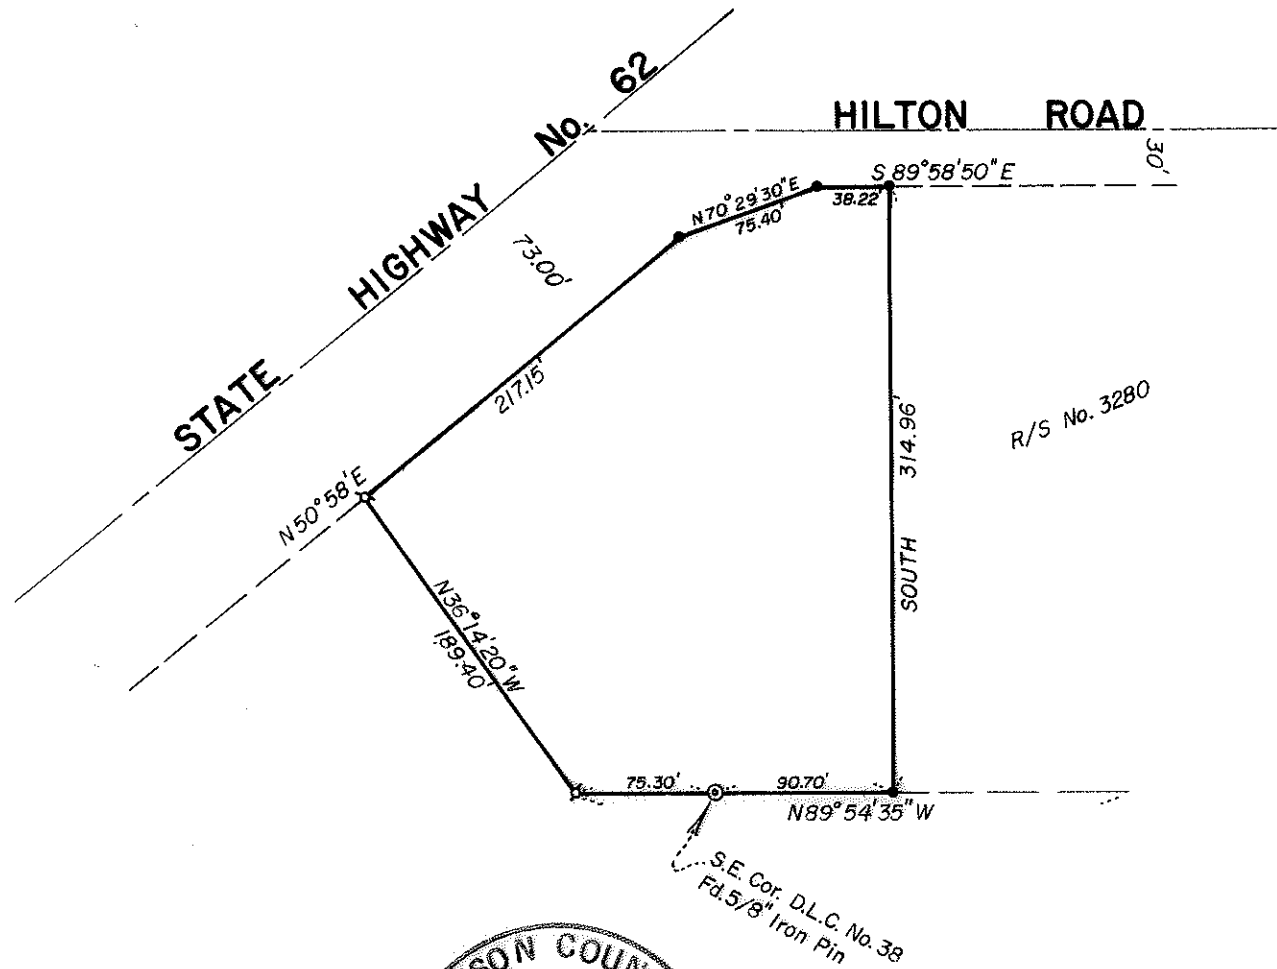 STATE HIGHWAY No. 62
HILTON ROAD
30'
S 89°58'50" E
38.22'
N 70°29'30" E
75.40'
73.00'
217.15'
N 50°58' E
R/S No. 3280
SOUTH 314.96'
N36°14'20" W
189.40'
75.30'
90.70'
N89°54'35" W
S.E. Cor. D.L.C. No. 38
Fd. 5/8" Iron Pin
SON COUN